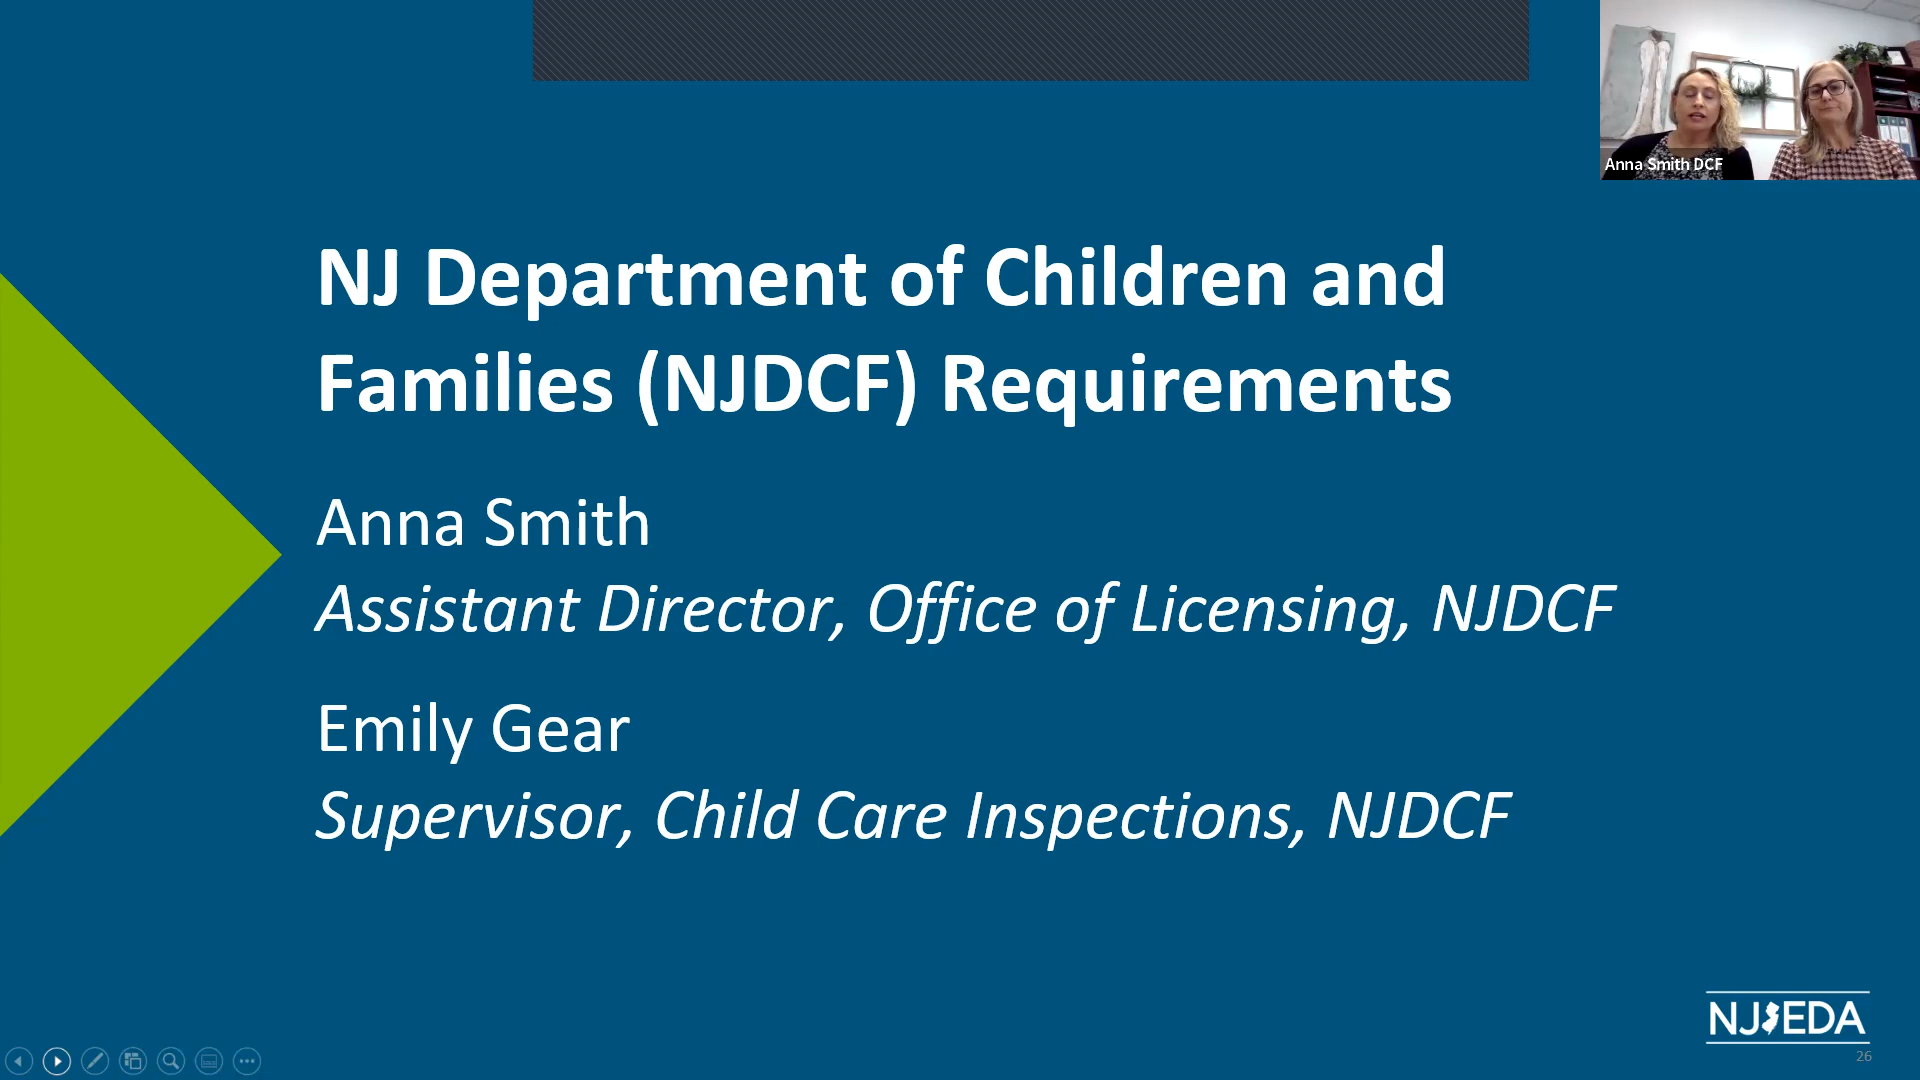 Anna Smith DCF
NJ Department of Children and
Families (NJDCF) Requirements
Anna Smith
Assistant Director, Office of Licensing, NJDCF
Emily Gear
Supervisor, Child Care Inspections, NJDCF
NJEDA
26